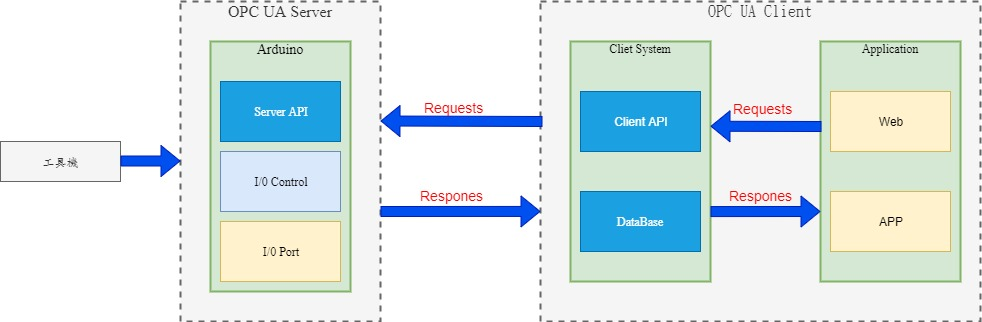 OPC UA Server
OPC UA Client
Arduino
Cliet System
Application
Server API
Requests
Client API
Requests
Web
工具機
I/0 Control
Respones
DataBase
Respones
APP
I/0 Port